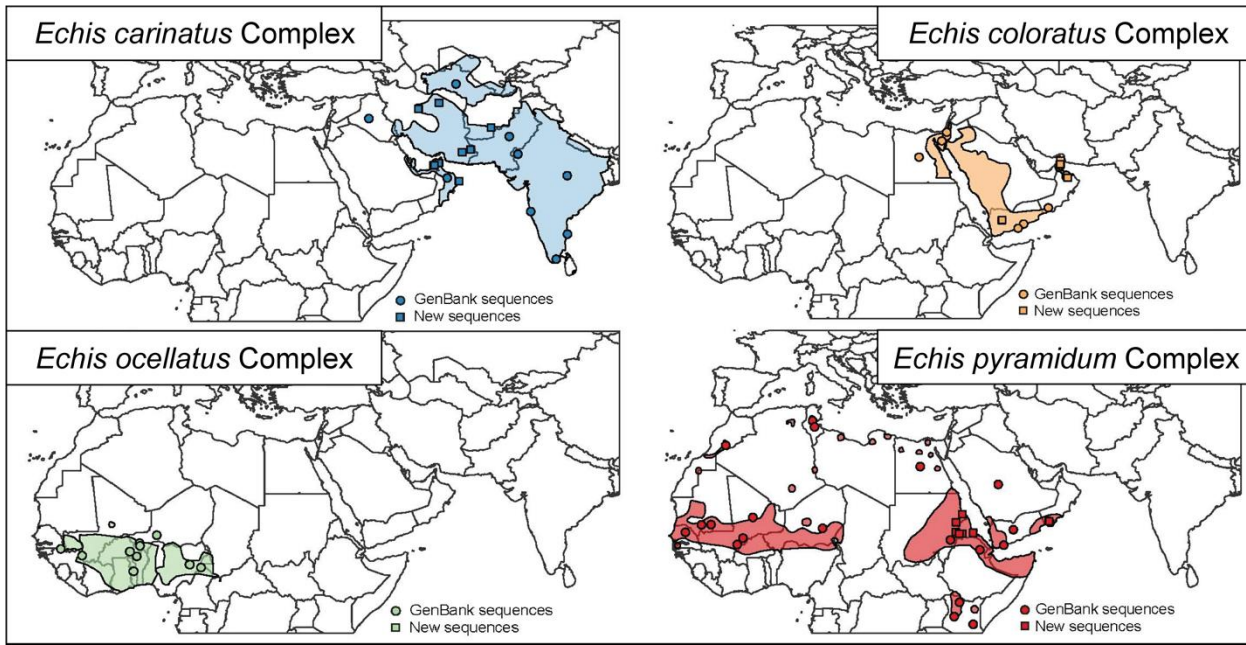 Echis carinatus Complex
GenBank sequences
New sequences
Echis coloratus Complex
GenBank sequences
New sequences
Echis ocellatus Complex
GenBank sequences
New sequences
Echis pyramidum Complex
GenBank sequences
New sequences